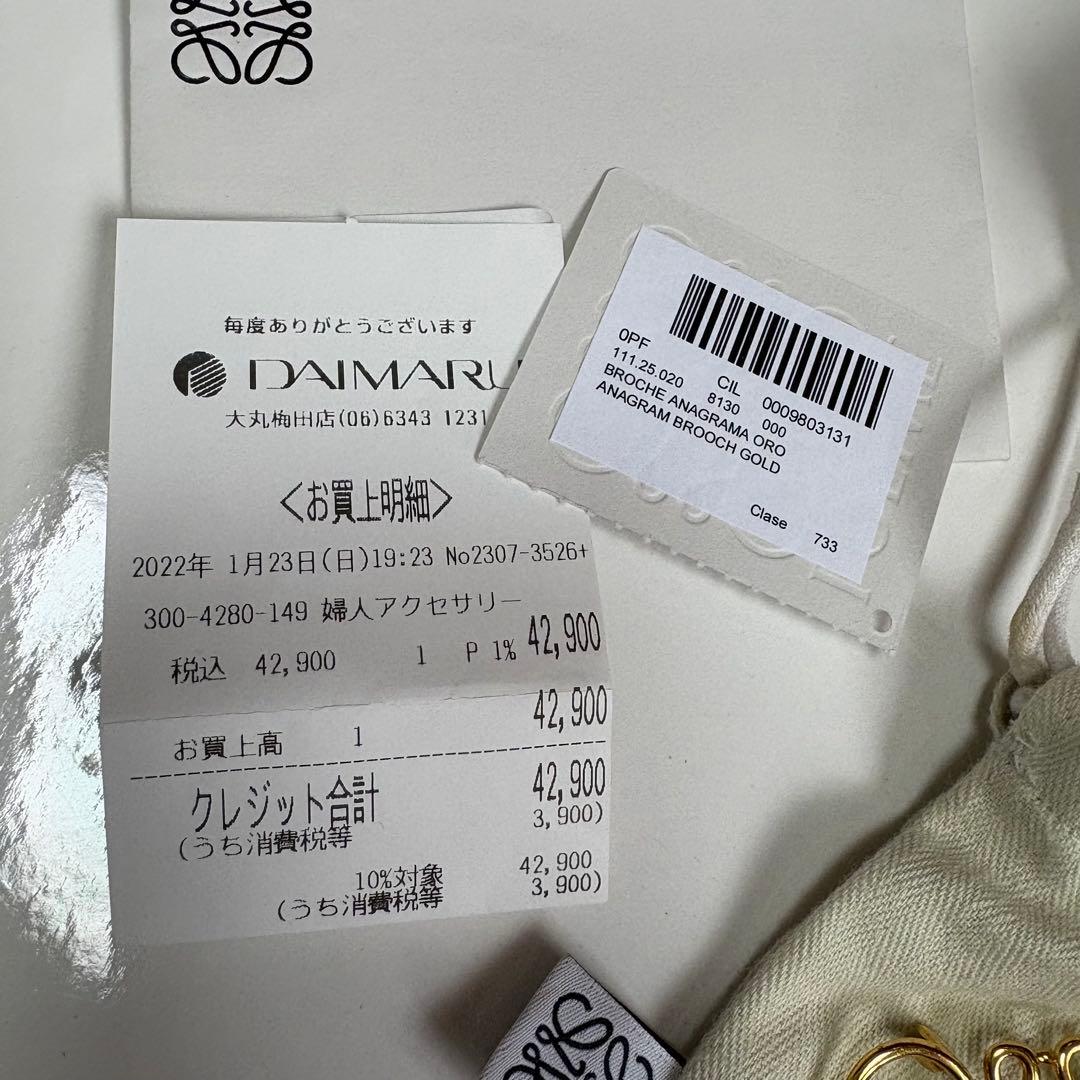 毎度ありがとうございます
DAIMARU
大丸梅田店(06)6343 1231
<お買上明細>
2022年 1月23日(日)19:23 No2307-3526+
300-4280-149 婦人アクセサリー
税込 42,900 1 P 1% 42,900
お買上高 1 42,900
クレジット合計 42,900
(うち消費税等 3,900)
10%対象 42,900
(うち消費税等 3,900)
0PF CIL 0009803131
111.25.020 8130 000
BROCHE ANAGRAMA ORO
ANAGRAM BROOCH GOLD
Clase 733